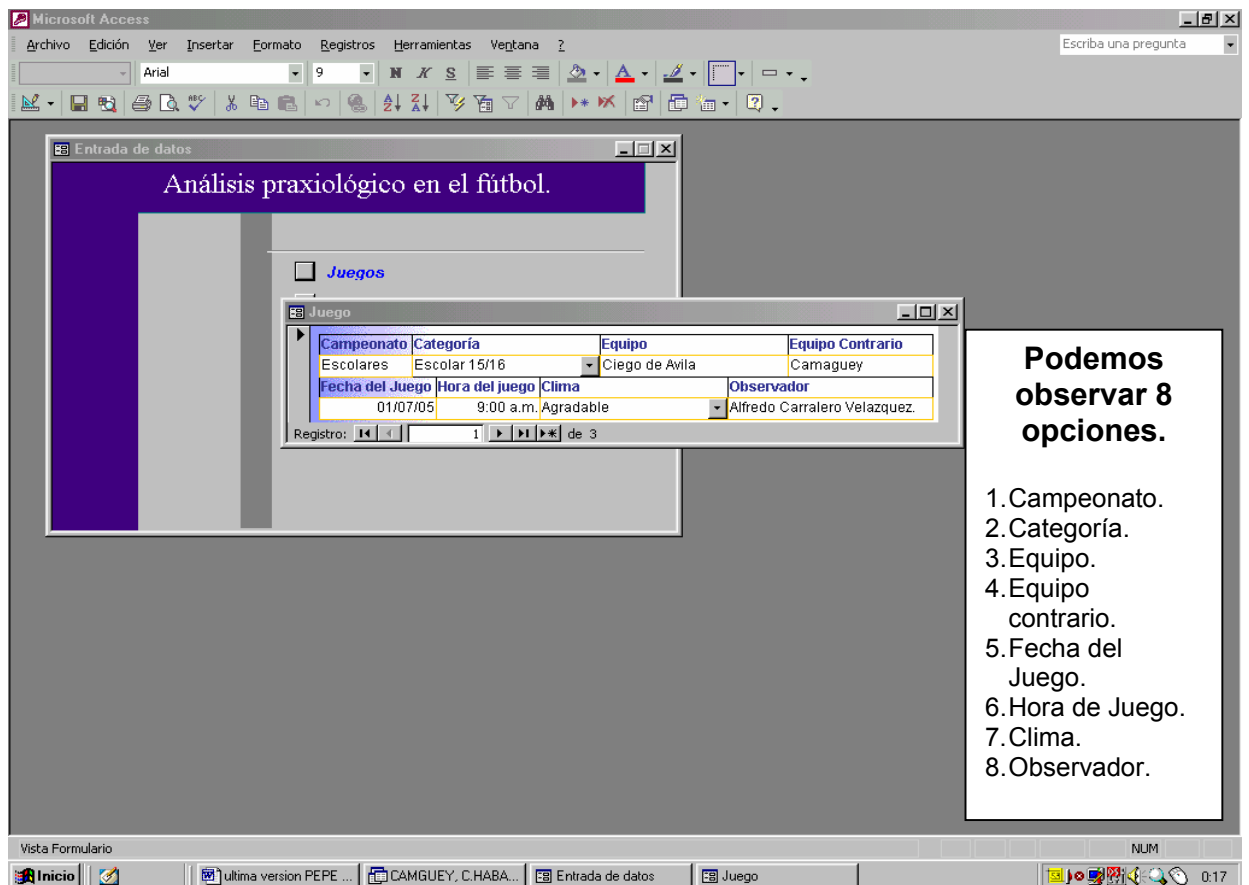 Microsoft Access
Archivo Edición Ver Insertar Formato Registros Herramientas Ventana ?
Escriba una pregunta
Arial 9 N K S
Entrada de datos
Análisis praxiológico en el fútbol.
Juegos
Juego
Campeonato Categoría Equipo Equipo Contrario
Escolares Escolar 15/16 Ciego de Avila Camaguey
Fecha del Juego Hora del juego Clima Observador
01/07/05 9:00 a.m. Agradable Alfredo Carralero Velazquez.
Registro: 1 de 3
Podemos
observar 8
opciones.
1.Campeonato.
2.Categoría.
3.Equipo.
4.Equipo
contrario.
5.Fecha del
Juego.
6.Hora de Juego.
7.Clima.
8.Observador.
Vista Formulario
NUM
Inicio ultima version PEPE ... CAMGUEY, C.HABA... Entrada de datos Juego 0:17